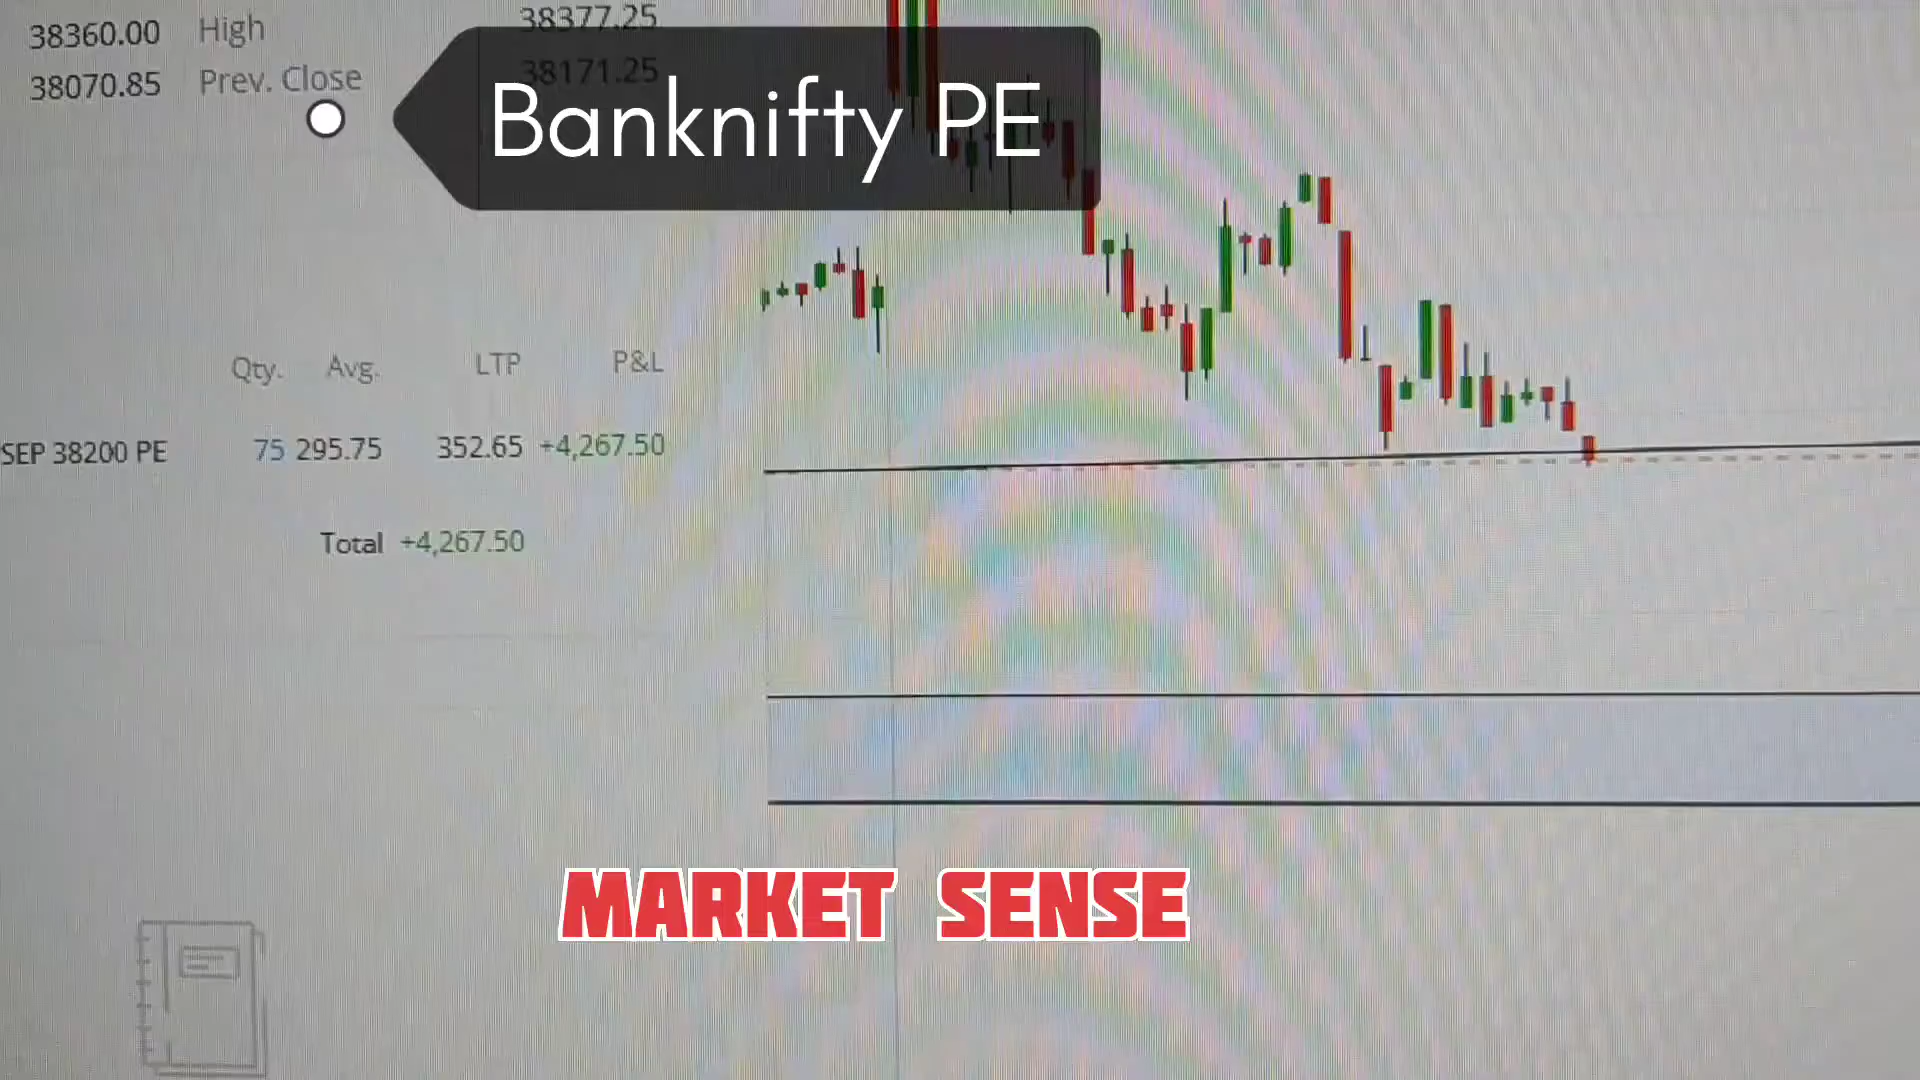 38360.00 High 38377.25
38070.85 Prev. Close 38171.25
Banknifty PE
Qty. Avg. LTP P&L
SEP 38200 PE 75 295.75 352.65 +4,267.50
Total +4,267.50
MARKET SENSE